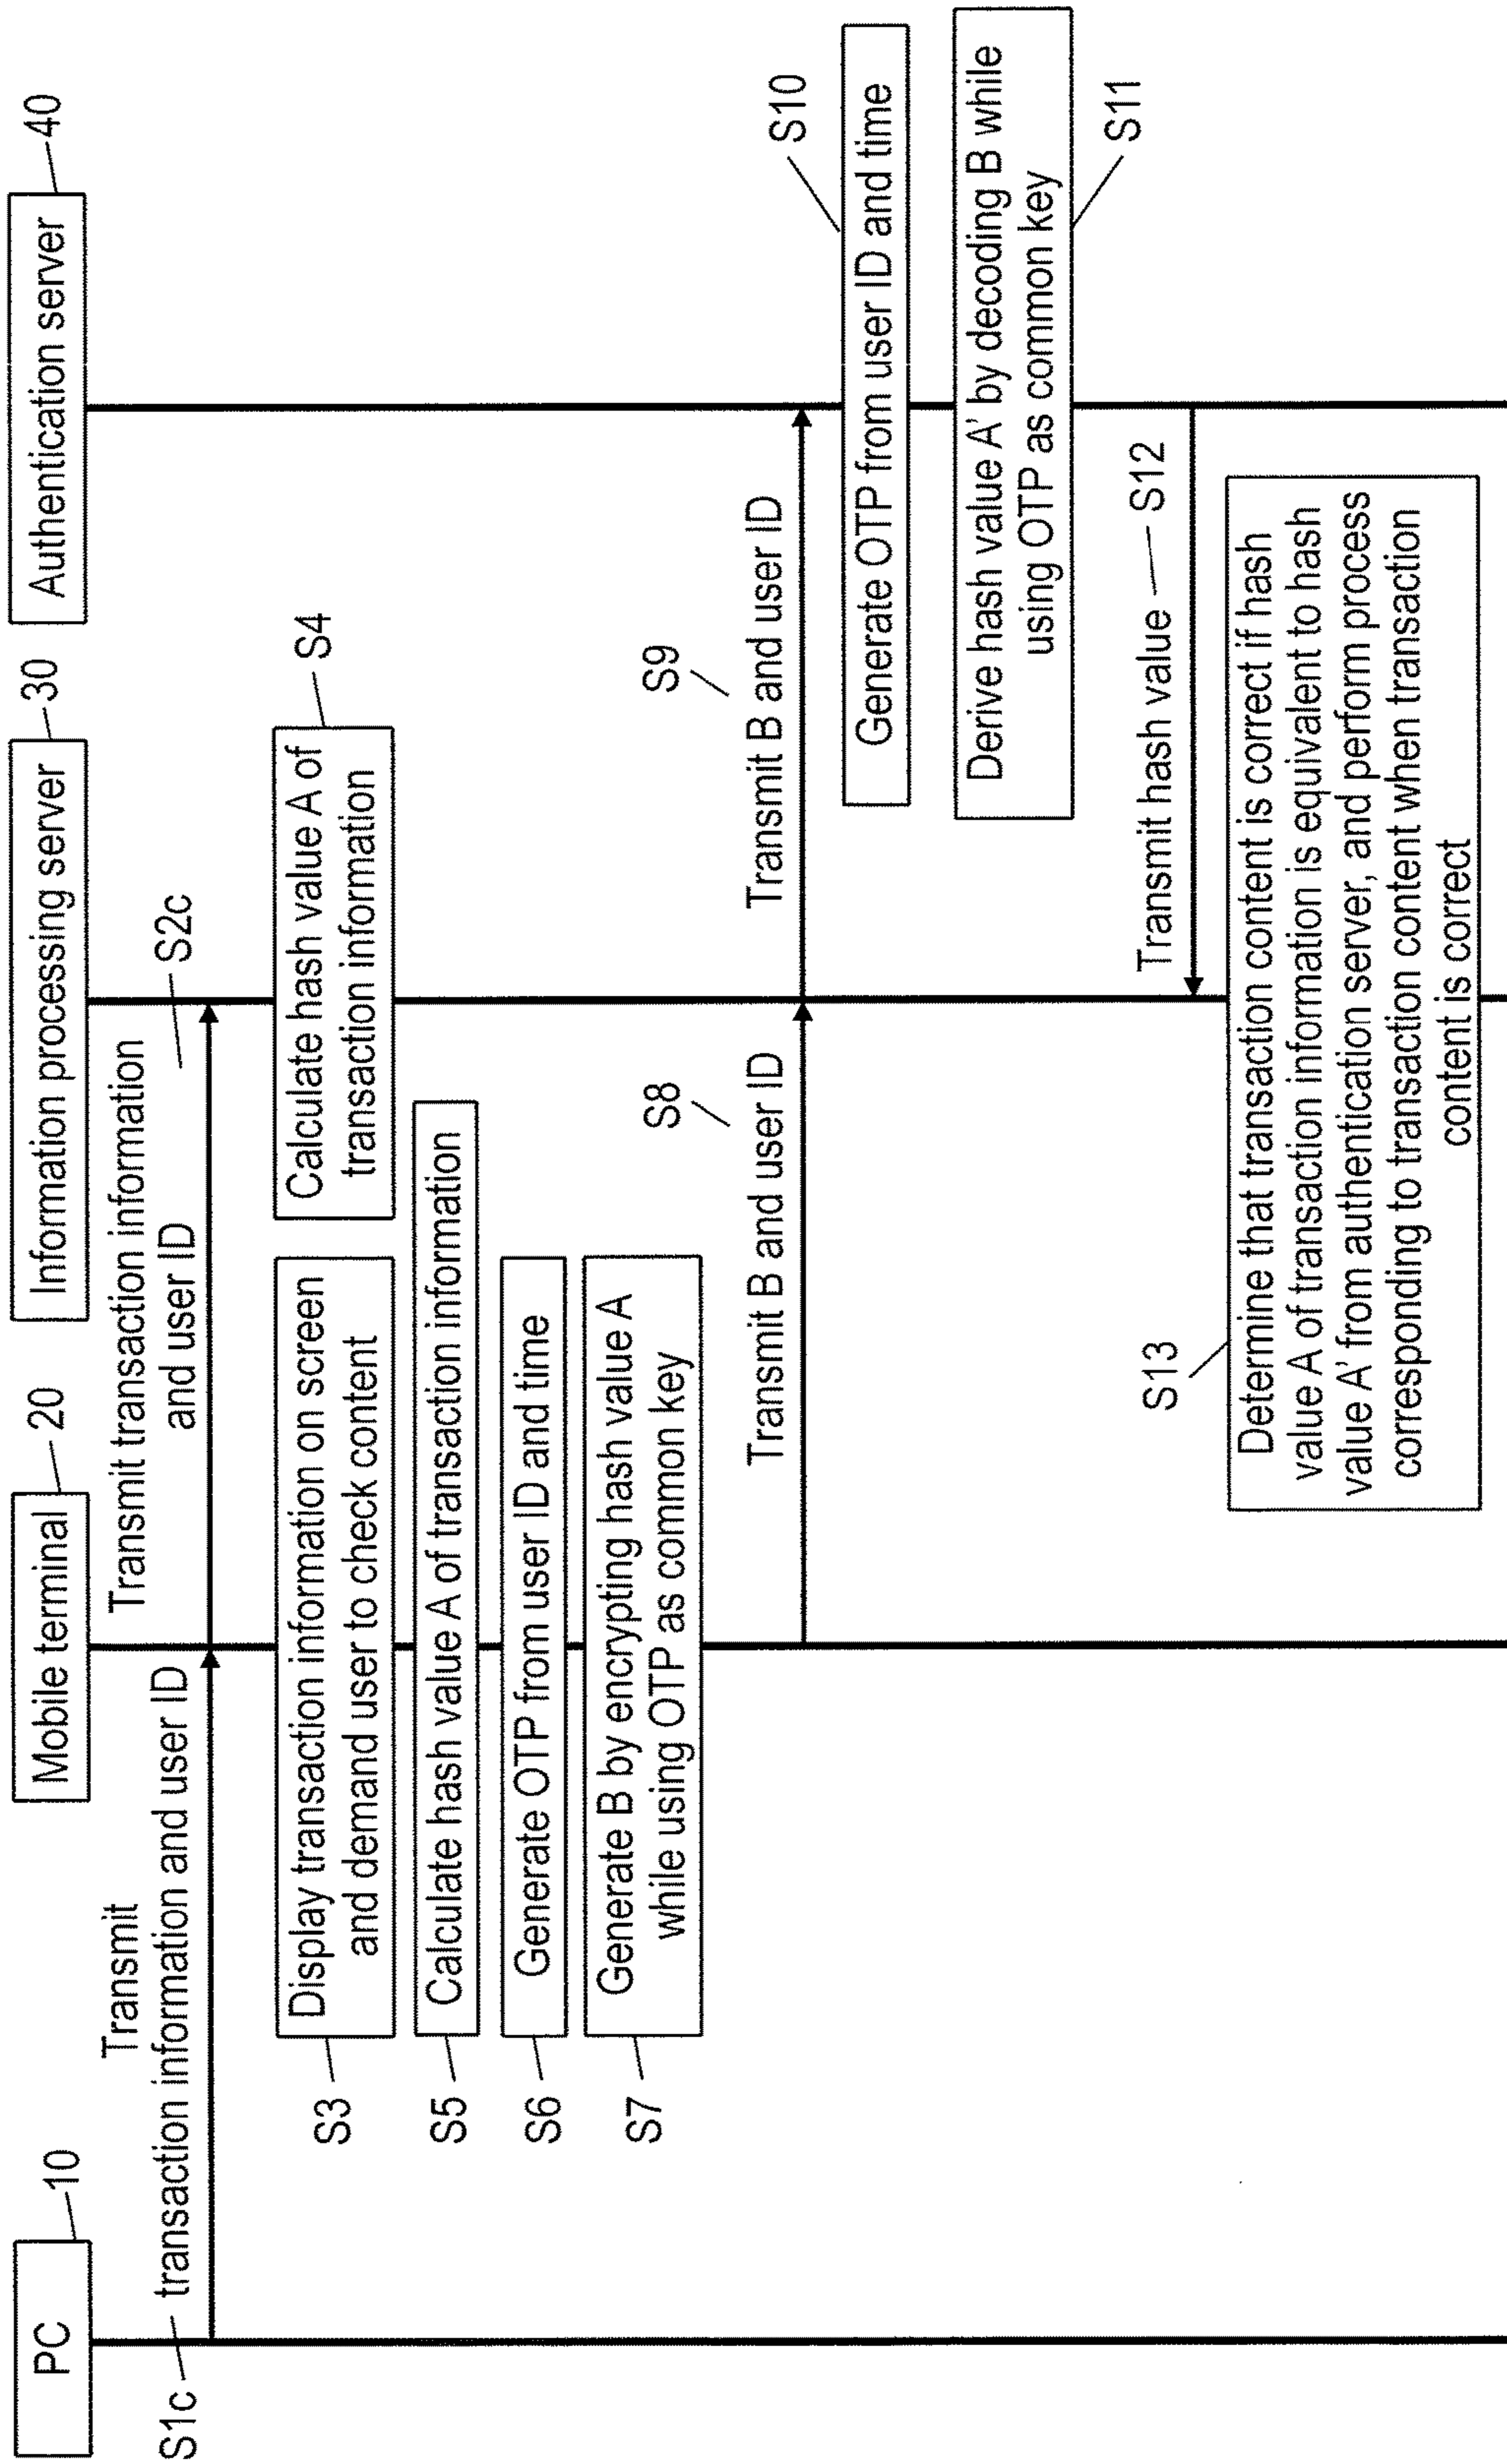 PC
10
Mobile terminal
20
Information processing server
30
Authentication server
40
S1c
Transmit
transaction information and user ID
Transmit transaction information
and user ID
S2c
S3
Display transaction information on screen
and demand user to check content
Calculate hash value A of
transaction information
S4
S5
Calculate hash value A of transaction information
S6
Generate OTP from user ID and time
S7
Generate B by encrypting hash value A
while using OTP as common key
S8
Transmit B and user ID
S9
Transmit B and user ID
S10
Generate OTP from user ID and time
Derive hash value A' by decoding B while
using OTP as common key
S11
Transmit hash value
S12
S13
Determine that transaction content is correct if hash
value A of transaction information is equivalent to hash
value A' from authentication server, and perform process
corresponding to transaction content when transaction
content is correct